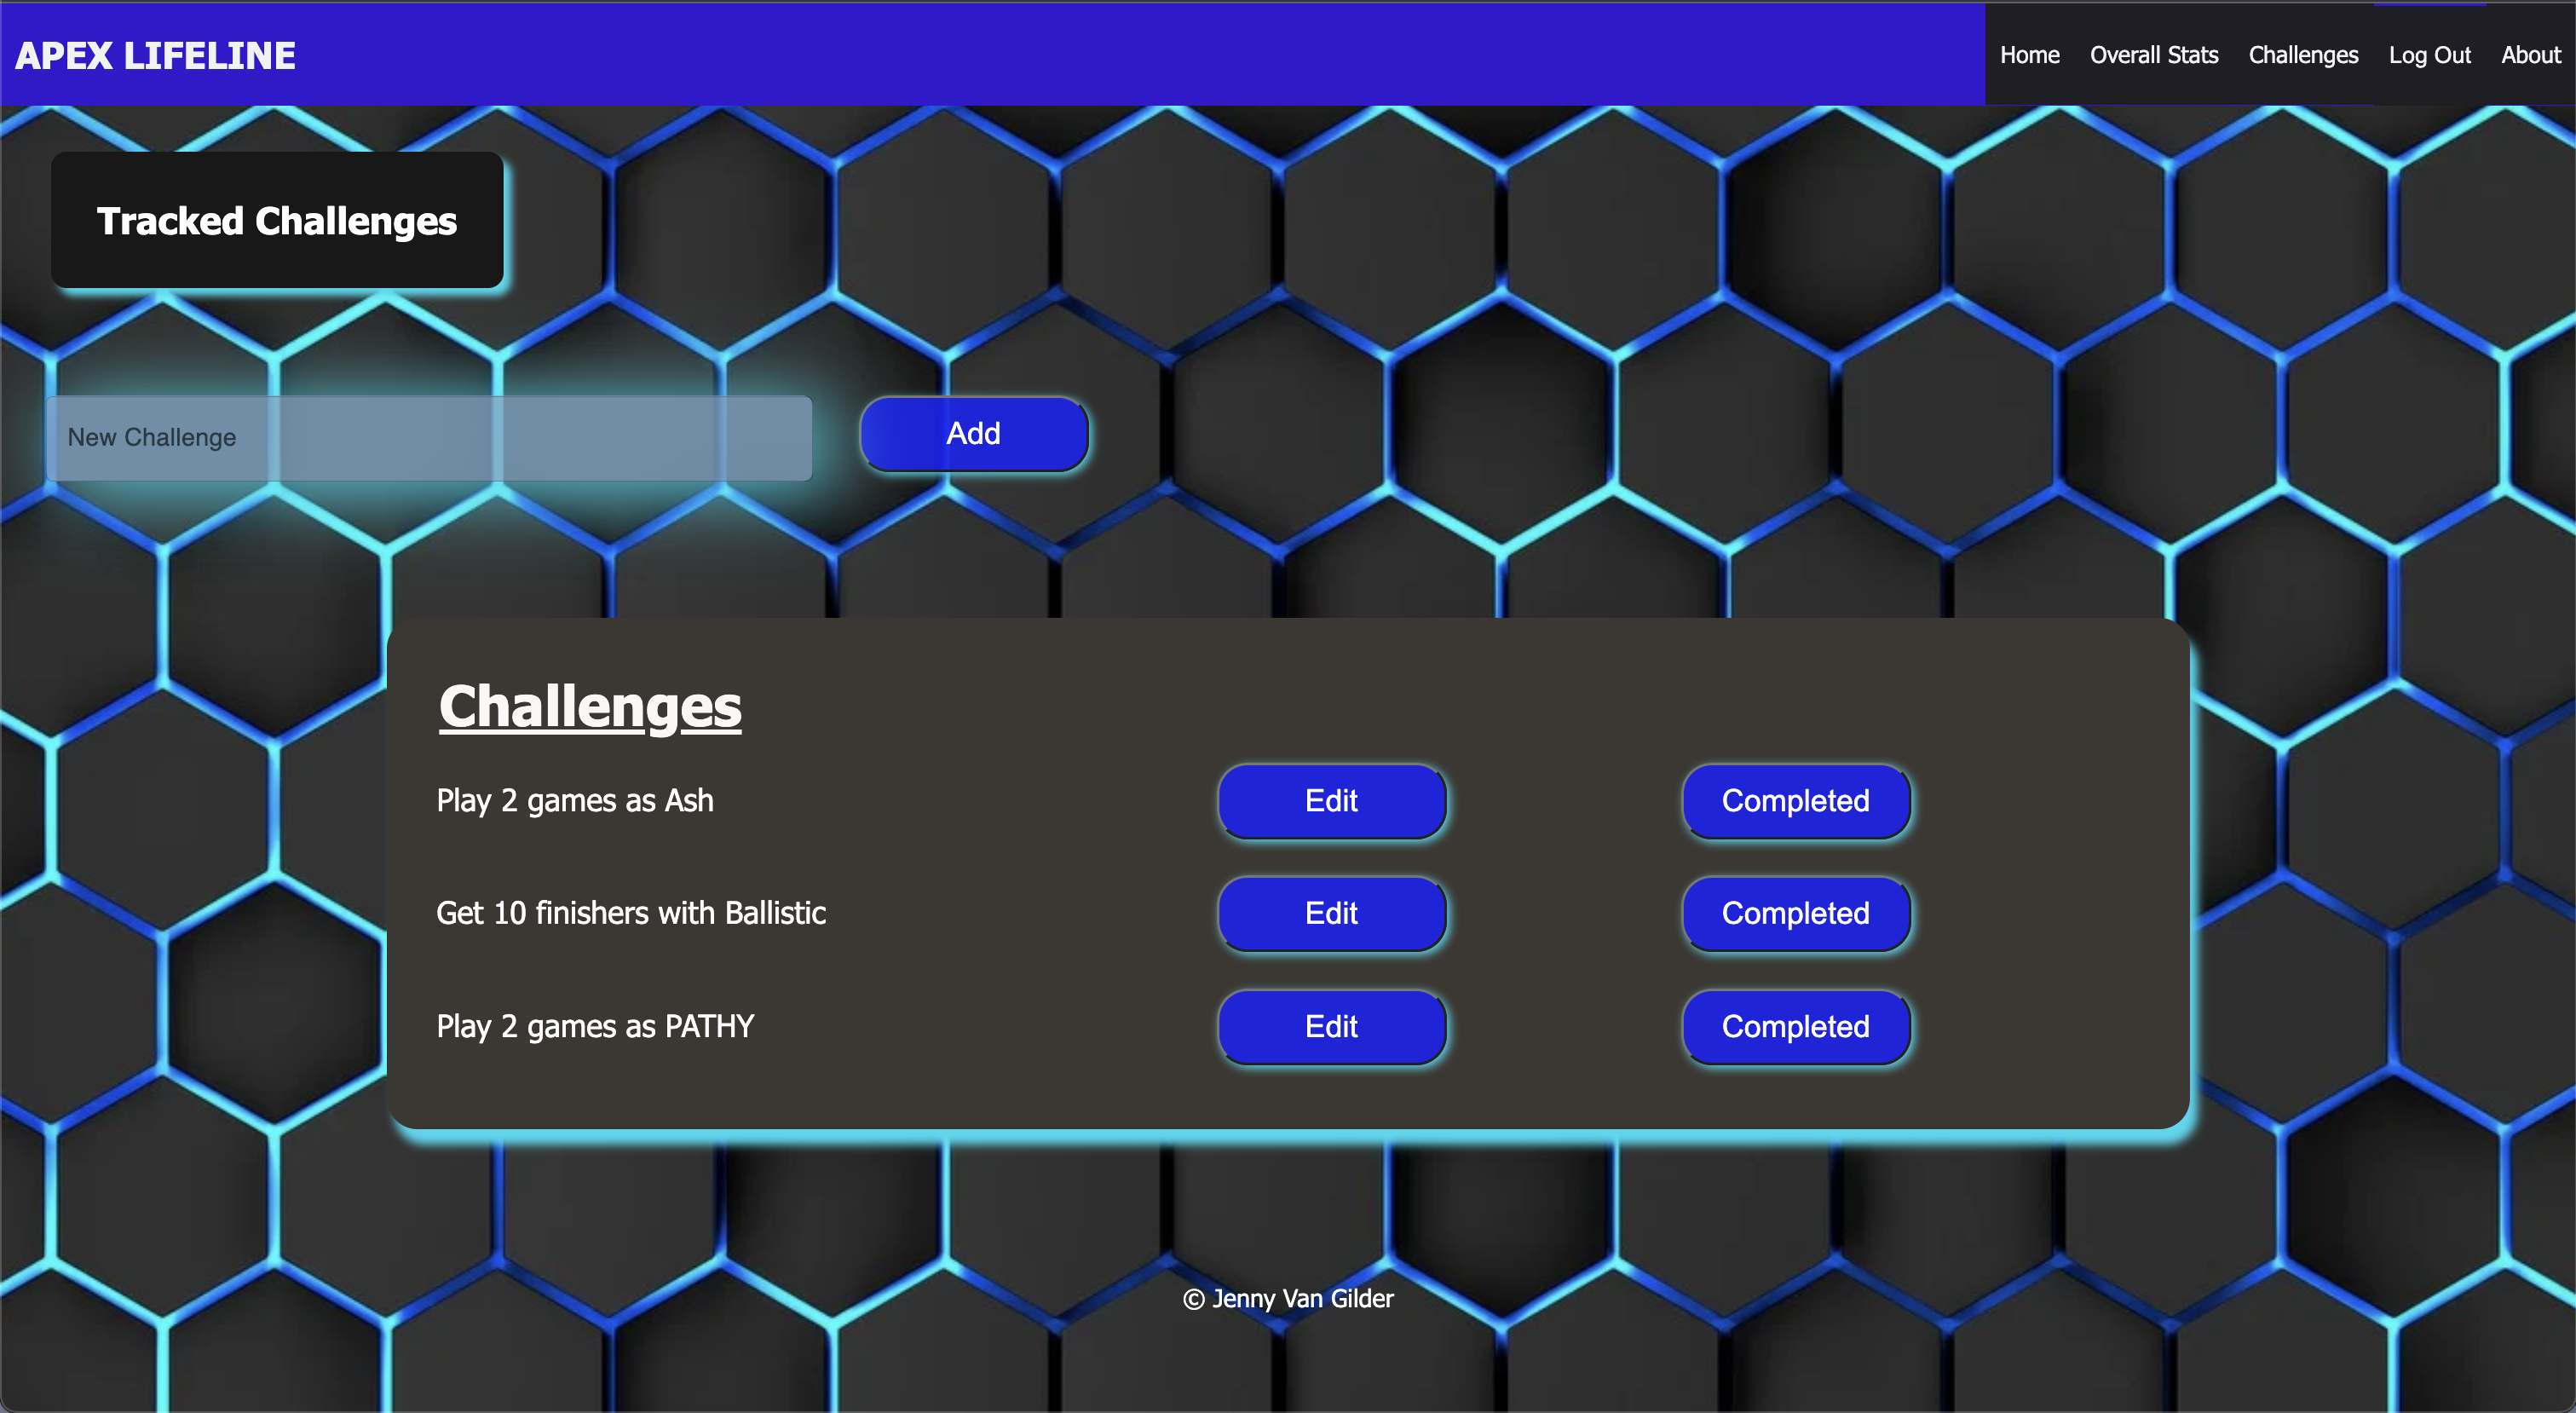 APEX LIFELINE
Home Overall Stats Challenges Log Out About
Tracked Challenges
New Challenge Add
Challenges
Play 2 games as Ash Edit Completed
Get 10 finishers with Ballistic Edit Completed
Play 2 games as PATHY Edit Completed
© Jenny Van Gilder